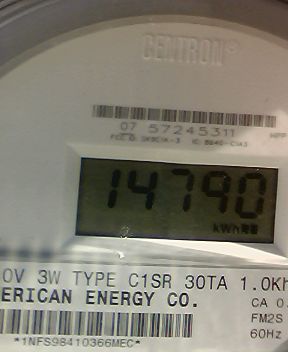 CENTRON®
07 57245311
14790
kWh
0V 3W TYPE C1SR 30TA 1.0Kh
ERICAN ENERGY CO.
CA 0.
FM2S
60Hz
*1NFS98410366MEC*